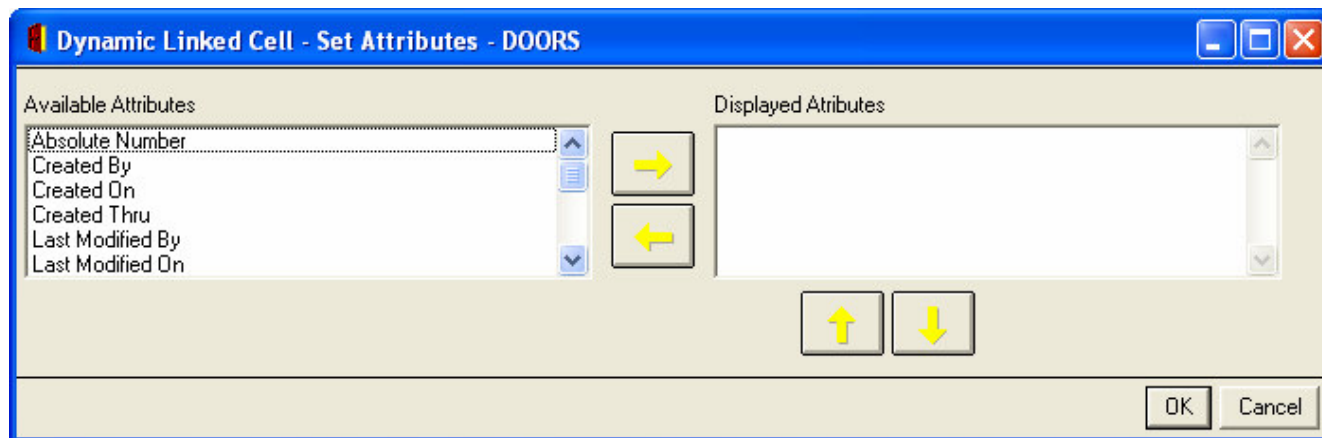 Dynamic Linked Cell - Set Attributes - DOORS
Available Attributes
Displayed Atributes
Absolute Number
Created By
Created On
Created Thru
Last Modified By
Last Modified On
OK
Cancel